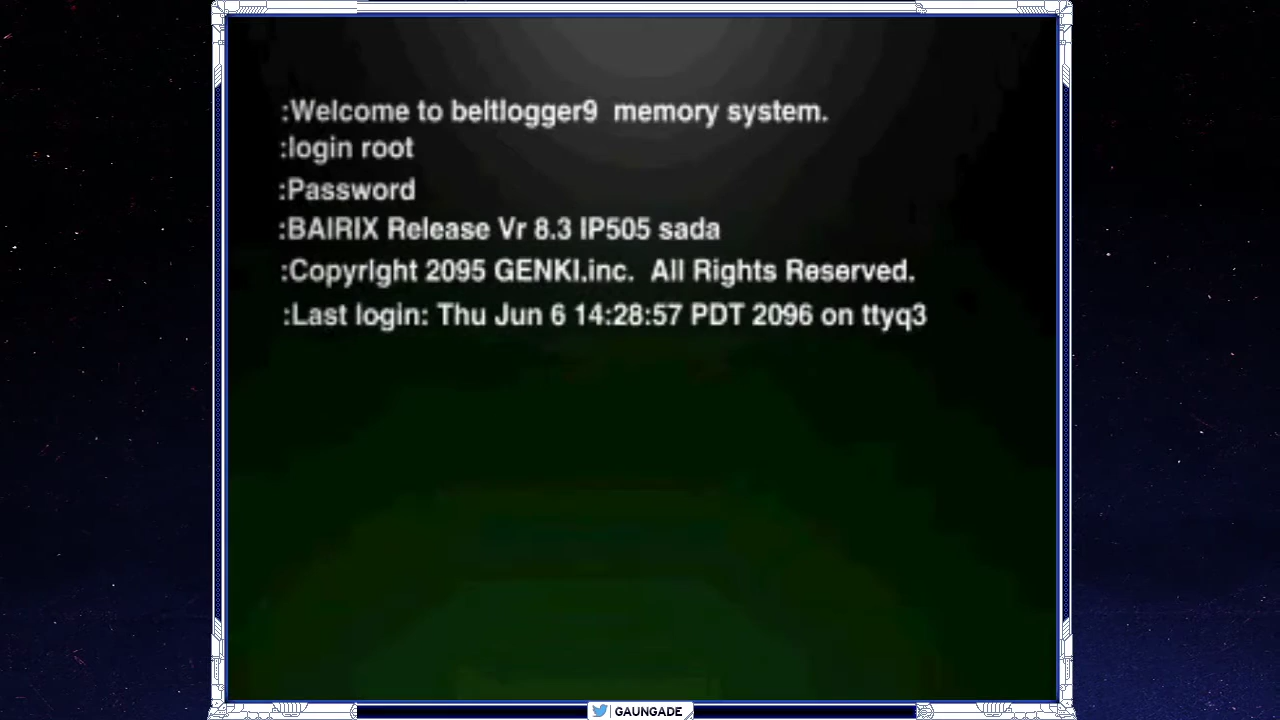 :Welcome to beltlogger9 memory system.
:login root
:Password
:BAIRIX Release Vr 8.3 IP505 sada
:Copyright 2095 GENKI.inc. All Rights Reserved.
:Last login: Thu Jun 6 14:28:57 PDT 2096 on ttyq3
GAUNGADE